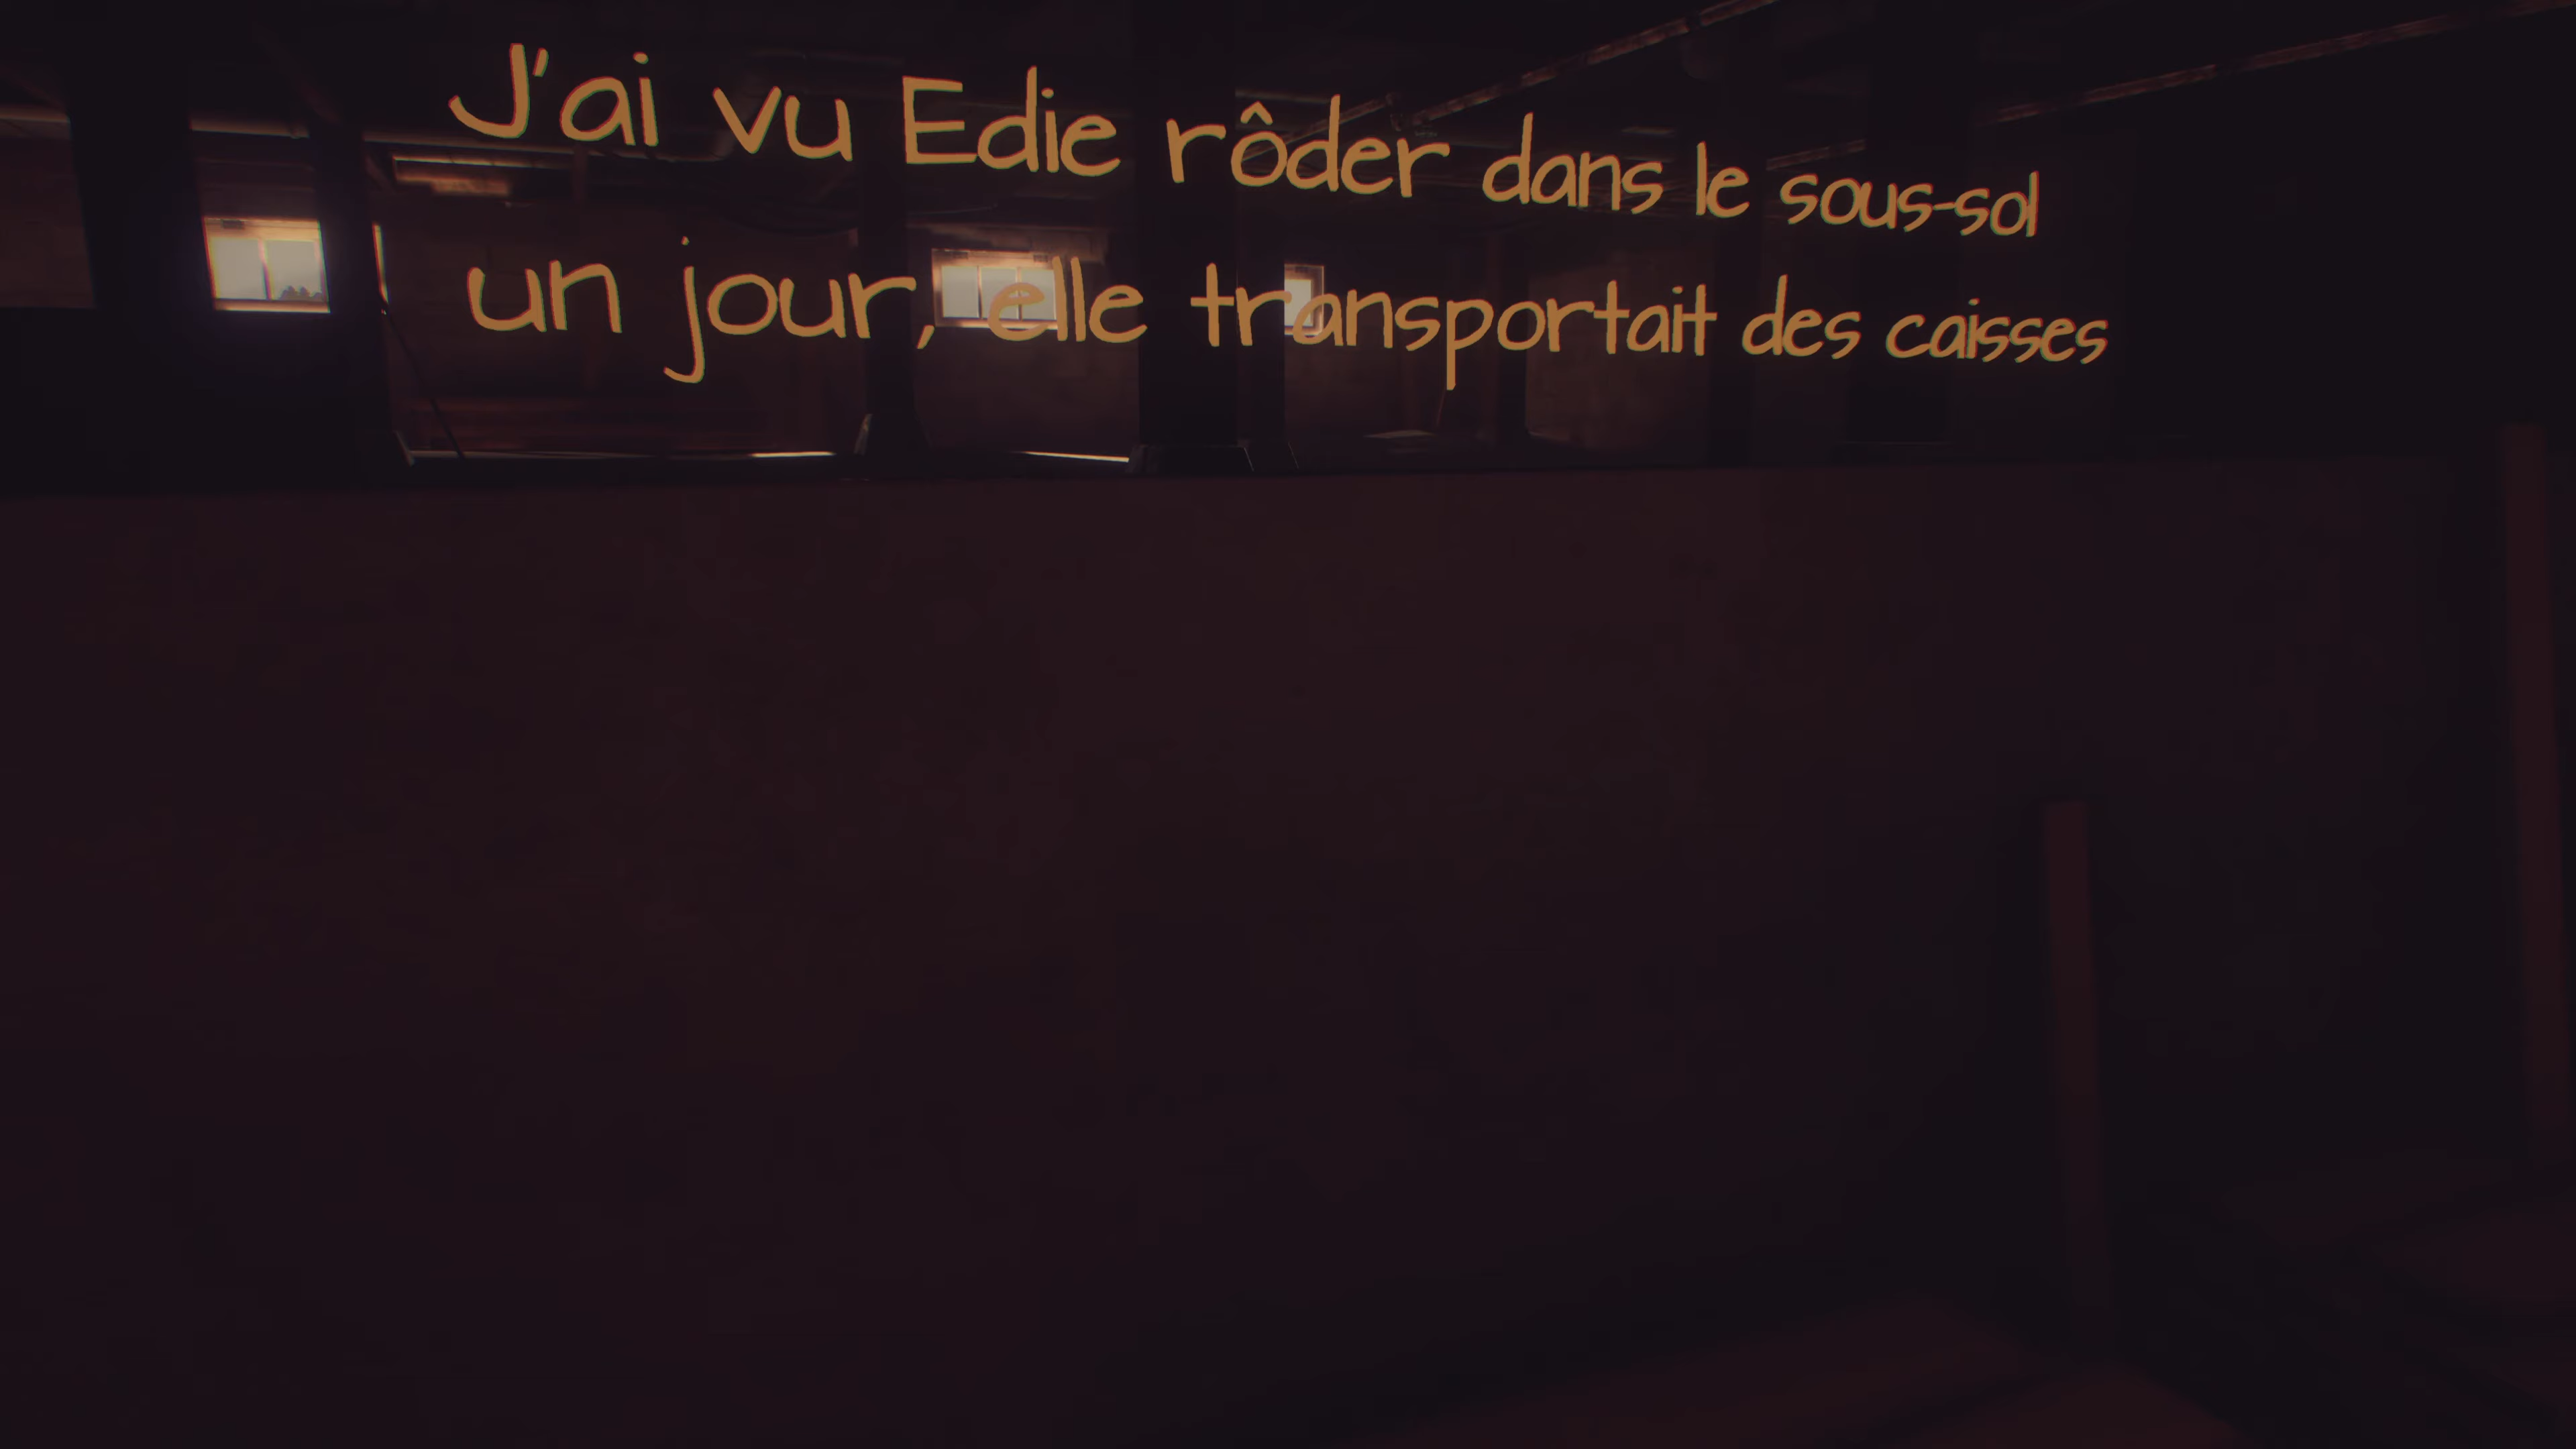 J'ai vu Edie rôder dans le sous-sol
un jour, elle transportait des caisses